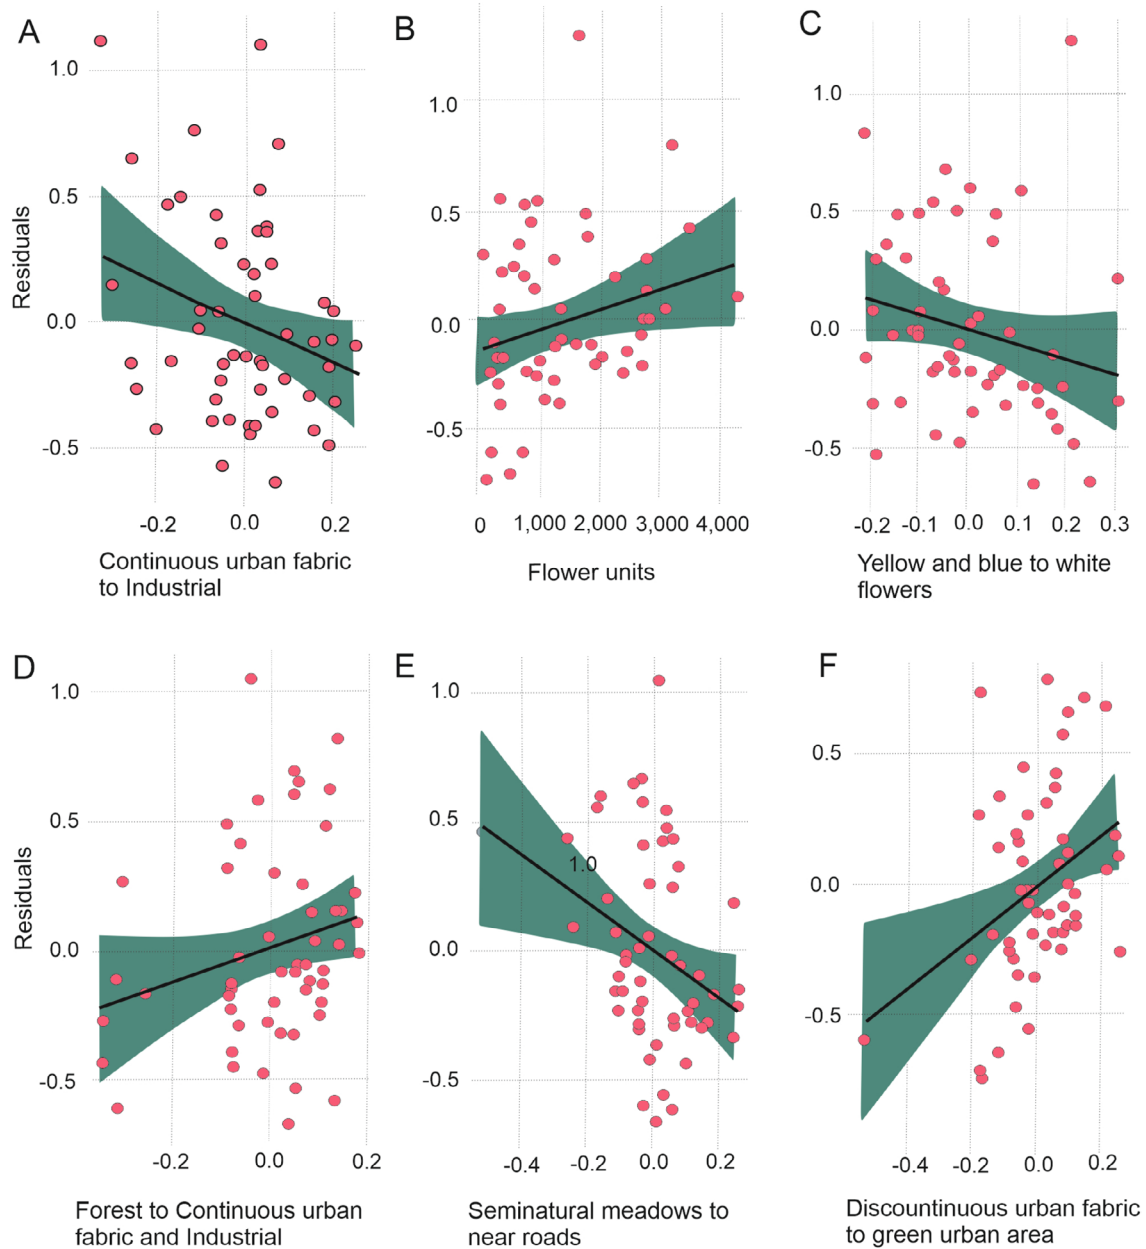 A
B
C
Residuals
1.0
0.5
0.0
-0.5
-0.2
0.0
0.2
Continuous urban fabric
to Industrial
1.0
0.5
0.0
-0.5
0
1,000
2,000
3,000
4,000
Flower units
1.0
0.5
0.0
-0.5
-0.2
-0.1
0.0
0.1
0.2
0.3
Yellow and blue to white
flowers
D
E
F
Residuals
1.0
0.5
0.0
-0.5
-0.2
0.0
0.2
Forest to Continuous urban
fabric and Industrial
1.0
0.5
0.0
-0.5
1.0
-0.4
-0.2
0.0
0.2
Seminatural meadows to
near roads
0.5
0.0
-0.5
-0.4
-0.2
0.0
0.2
Discountinuous urban fabric
to green urban area